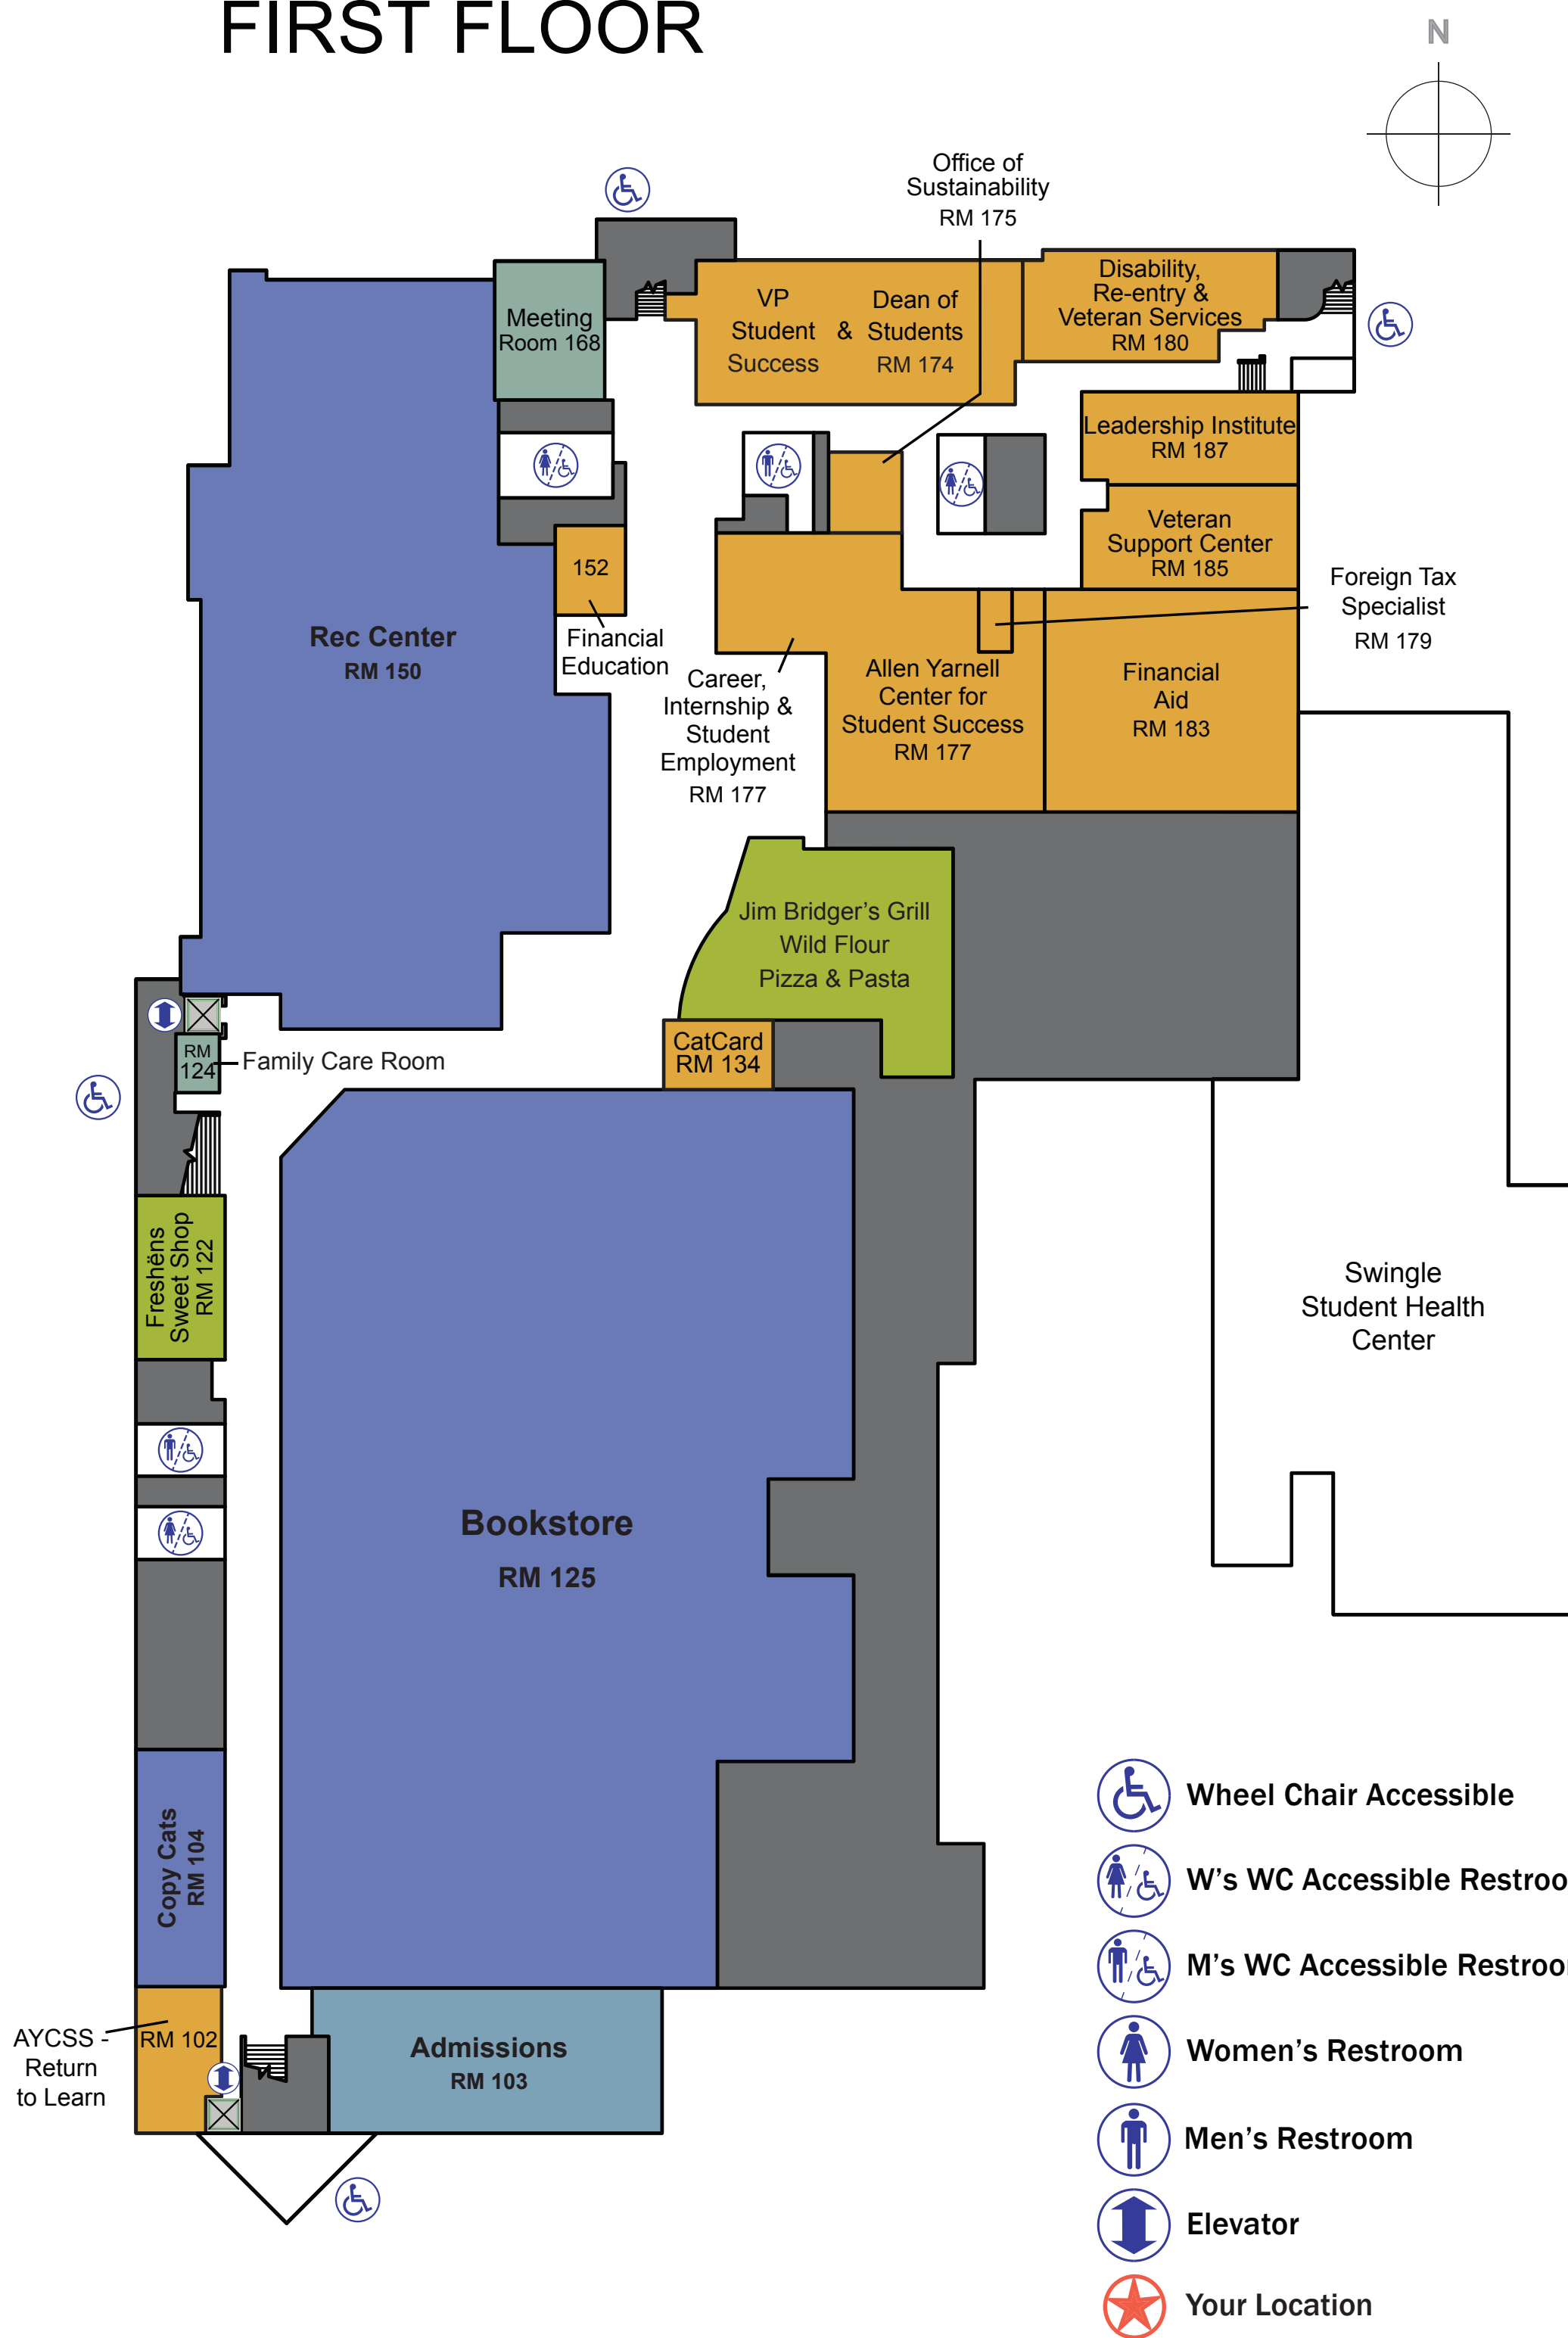 FIRST FLOOR
N
Office of
Sustainability
RM 175
Meeting
Room 168
VP
Student
Success
&
Dean of
Students
RM 174
Disability,
Re-entry &
Veteran Services
RM 180
Leadership Institute
RM 187
Veteran
Support Center
RM 185
Foreign Tax
Specialist
RM 179
152
Financial
Education
Rec Center
RM 150
Career,
Internship &
Student
Employment
RM 177
Allen Yarnell
Center for
Student Success
RM 177
Financial
Aid
RM 183
Jim Bridger's Grill
Wild Flour
Pizza & Pasta
CatCard
RM 134
RM
124
Family Care Room
Freshëns
Sweet Shop
RM 122
Swingle
Student Health
Center
Bookstore
RM 125
Copy Cats
RM 104
AYCSS -
Return
to Learn
RM 102
Admissions
RM 103
Wheel Chair Accessible
W's WC Accessible Restroo
M's WC Accessible Restroo
Women's Restroom
Men's Restroom
Elevator
Your Location